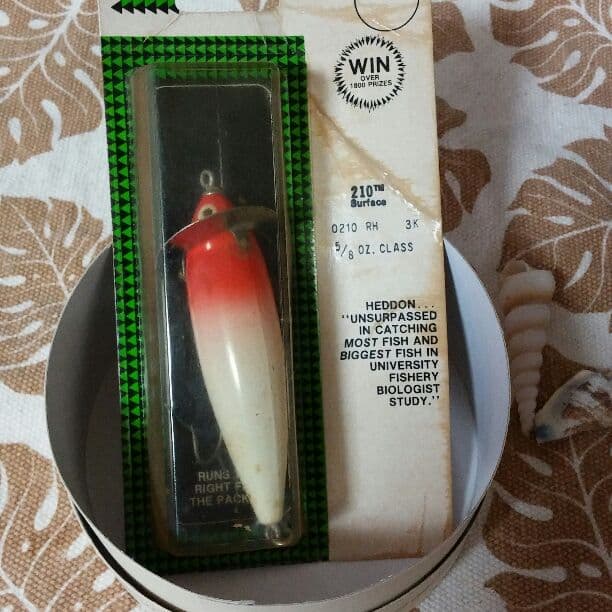 WIN
OVER
1800 PRIZES
210™
Surface
0210 RH 3K
5/8 OZ. CLASS
HEDDON...
"UNSURPASSED
IN CATCHING
MOST FISH AND
BIGGEST FISH IN
UNIVERSITY
FISHERY
BIOLOGIST
STUDY."
RUNS
RIGHT
THE PACK